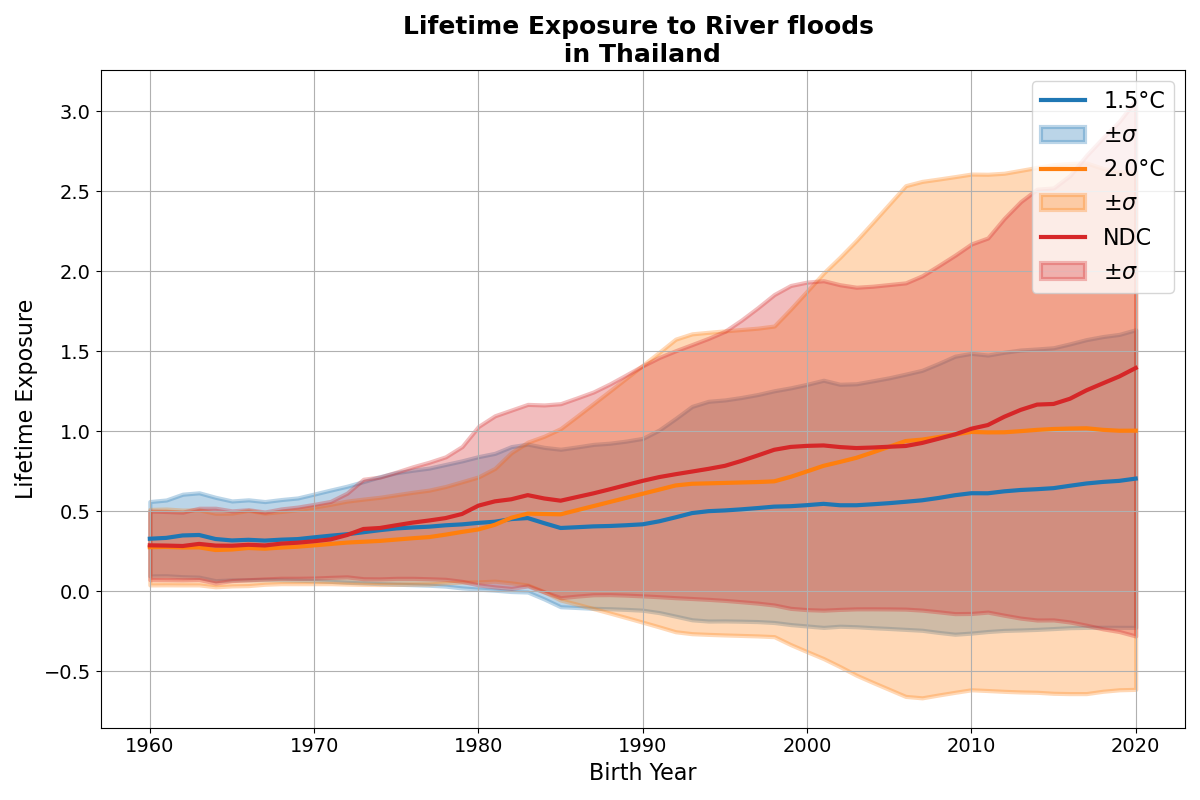 Lifetime Exposure to River floods
in Thailand
Lifetime Exposure
3.0
2.5
2.0
1.5
1.0
0.5
0.0
−0.5
1.5°C
±σ
2.0°C
±σ
NDC
±σ
1960
1970
1980
1990
2000
2010
2020
Birth Year